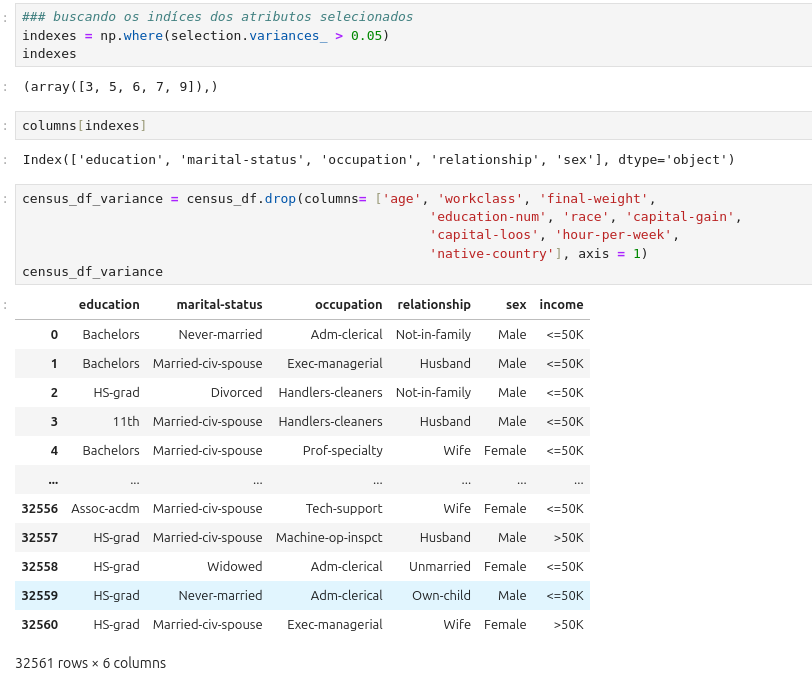 : ### buscando os indíces dos atributos selecionados
indexes = np.where(selection.variances_ > 0.05)
indexes
: (array([3, 5, 6, 7, 9]),)
: columns[indexes]
: Index(['education', 'marital-status', 'occupation', 'relationship', 'sex'], dtype='object')
: census_df_variance = census_df.drop(columns= ['age', 'workclass', 'final-weight',
'education-num', 'race', 'capital-gain',
'capital-loos', 'hour-per-week',
'native-country'], axis = 1)
census_df_variance
: education marital-status occupation relationship sex income
0 Bachelors Never-married Adm-clerical Not-in-family Male <=50K
1 Bachelors Married-civ-spouse Exec-managerial Husband Male <=50K
2 HS-grad Divorced Handlers-cleaners Not-in-family Male <=50K
3 11th Married-civ-spouse Handlers-cleaners Husband Male <=50K
4 Bachelors Married-civ-spouse Prof-specialty Wife Female <=50K
... ... ... ... ... ... ...
32556 Assoc-acdm Married-civ-spouse Tech-support Wife Female <=50K
32557 HS-grad Married-civ-spouse Machine-op-inspct Husband Male >50K
32558 HS-grad Widowed Adm-clerical Unmarried Female <=50K
32559 HS-grad Never-married Adm-clerical Own-child Male <=50K
32560 HS-grad Married-civ-spouse Exec-managerial Wife Female >50K
32561 rows × 6 columns